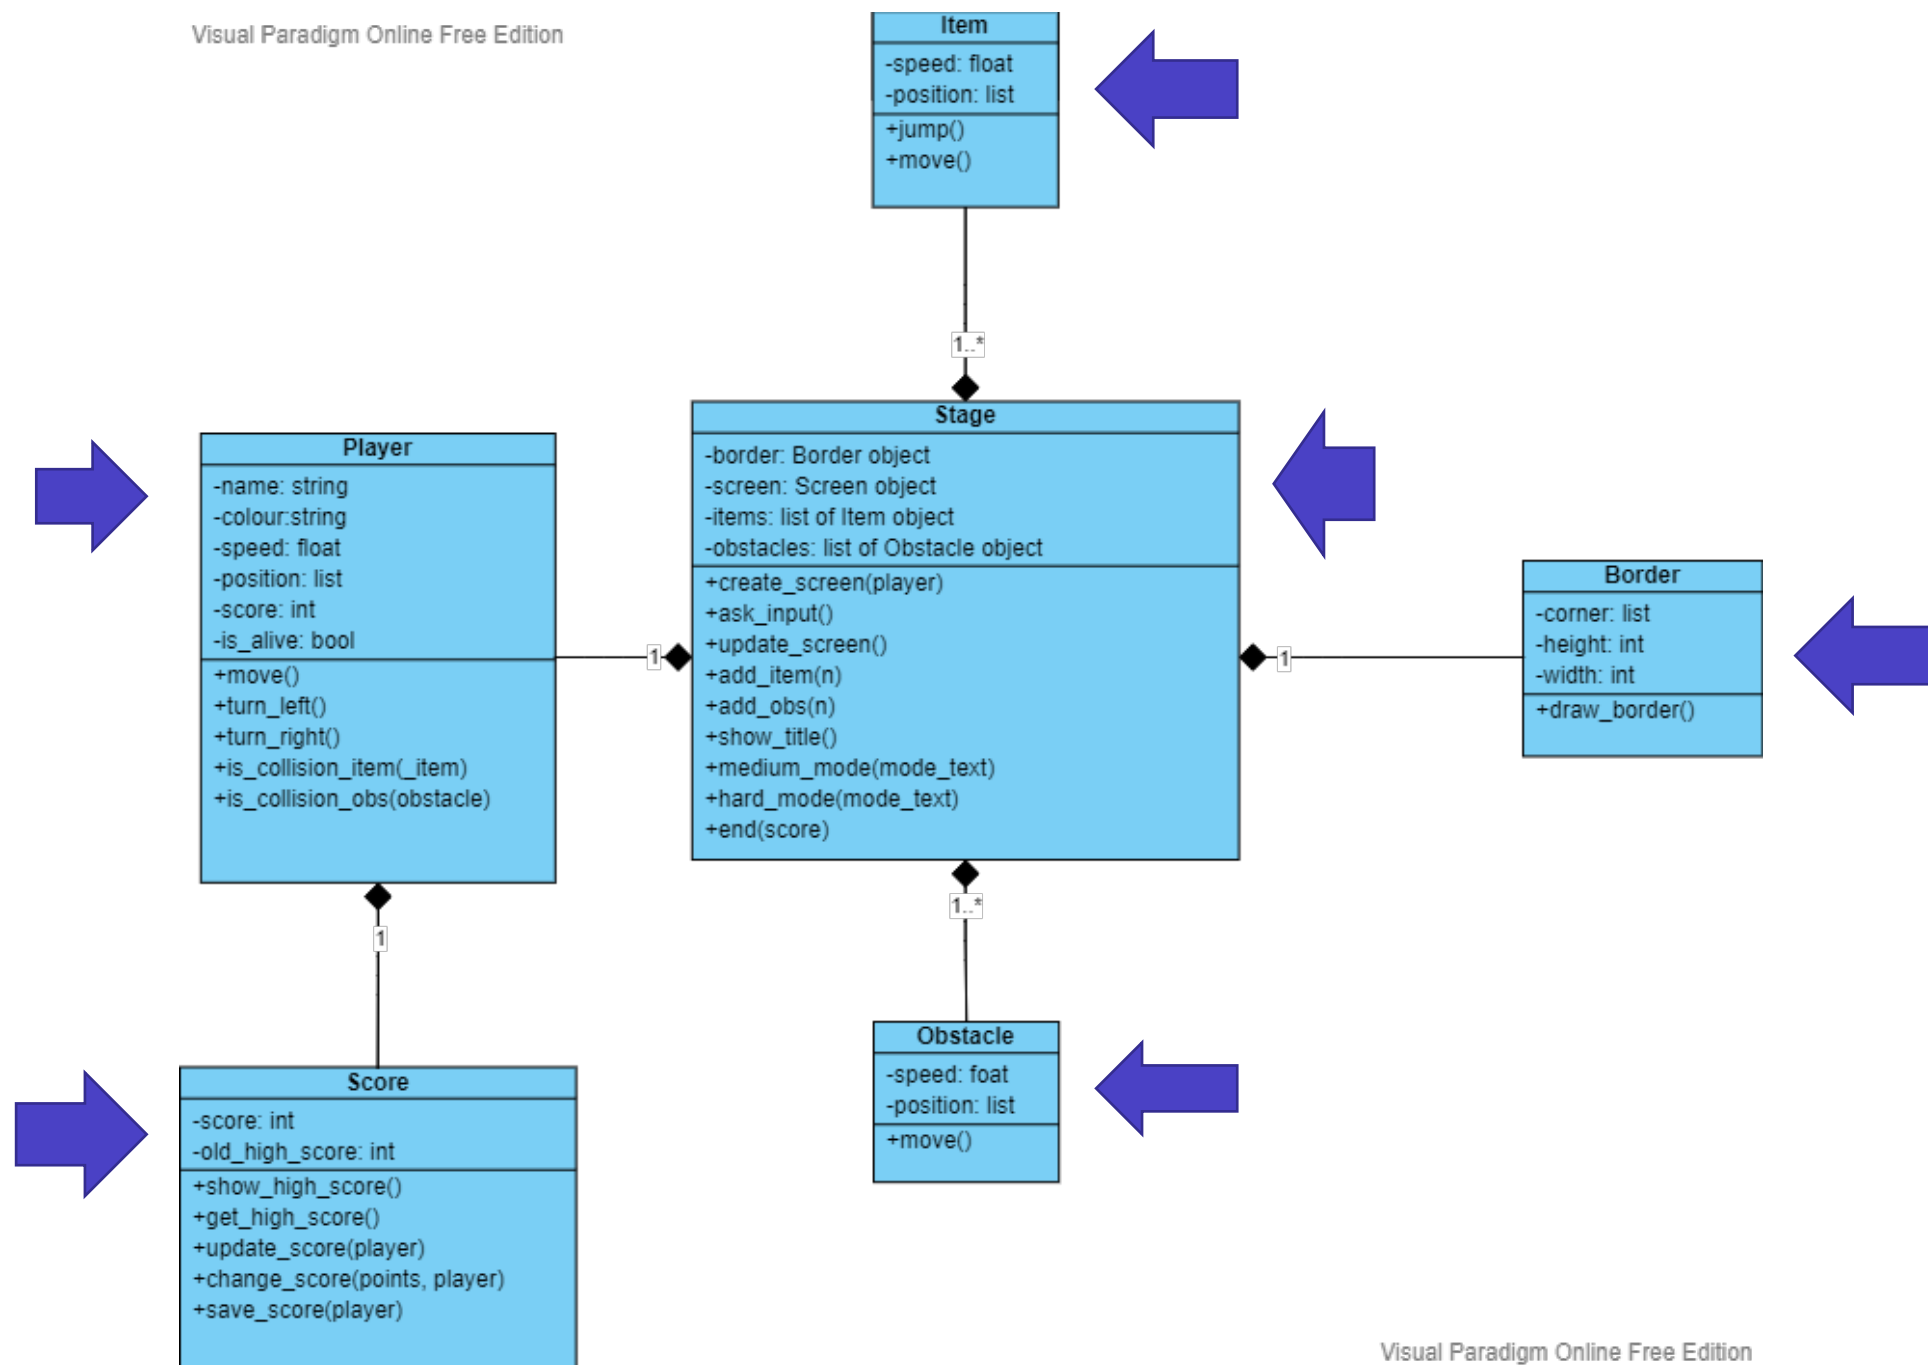 Visual Paradigm Online Free Edition
Item
-speed: float
-position: list
+jump()
+move()
1..*
Stage
-border: Border object
-screen: Screen object
-items: list of Item object
-obstacles: list of Obstacle object
+create_screen(player)
+ask_input()
+update_screen()
+add_item(n)
+add_obs(n)
+show_title()
+medium_mode(mode_text)
+hard_mode(mode_text)
+end(score)
Player
-name: string
-colour:string
-speed: float
-position: list
-score: int
-is_alive: bool
+move()
+turn_left()
+turn_right()
+is_collision_item(_item)
+is_collision_obs(obstacle)
1
1
Border
-corner: list
-height: int
-width: int
+draw_border()
1..*
1
Obstacle
-speed: foat
-position: list
+move()
Score
-score: int
-old_high_score: int
+show_high_score()
+get_high_score()
+update_score(player)
+change_score(points, player)
+save_score(player)
Visual Paradigm Online Free Edition